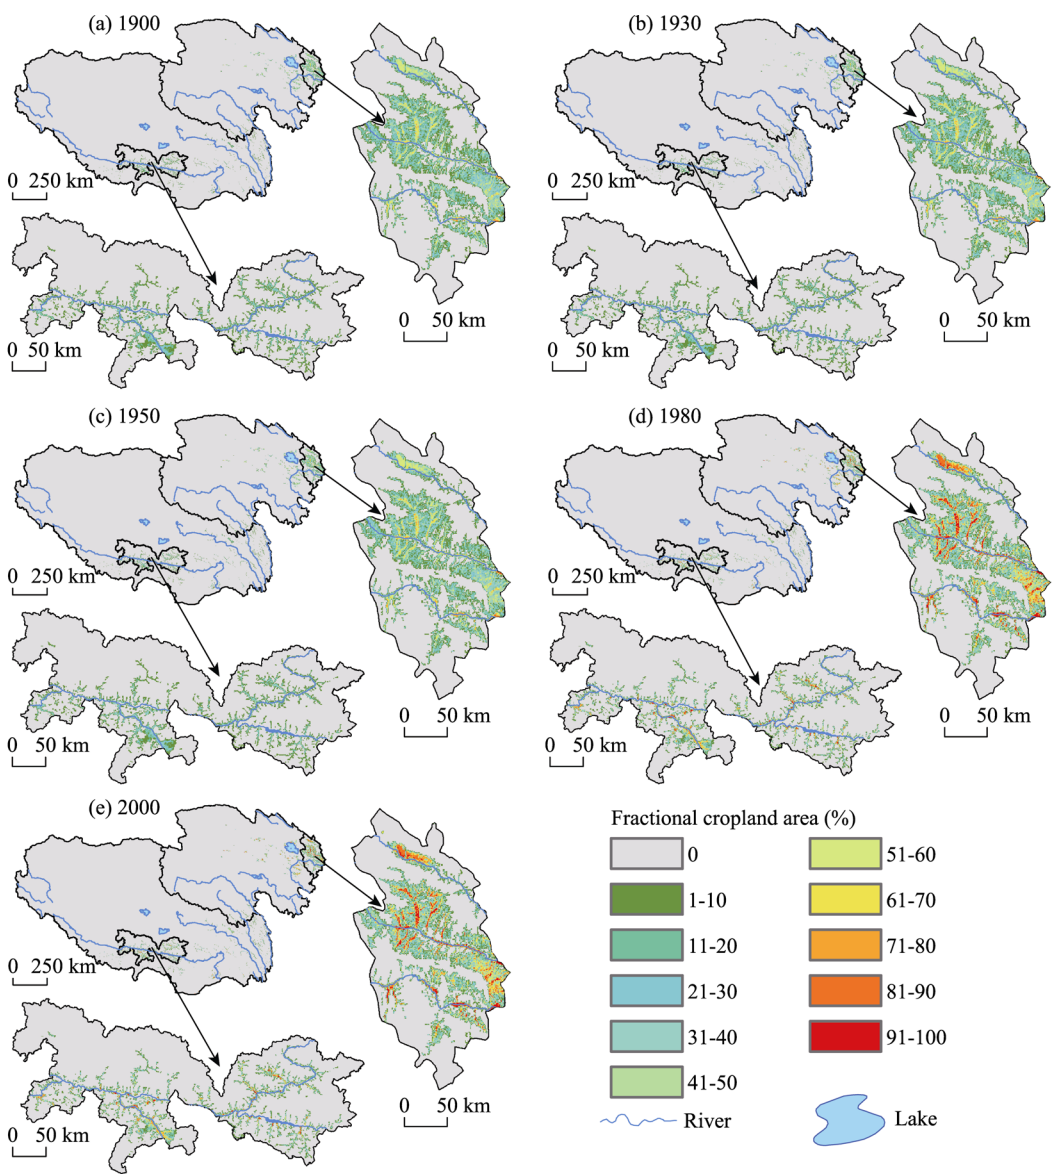 (a) 1900
0 250 km
0 50 km
0 50 km
(b) 1930
0 250 km
0 50 km
0 50 km
(c) 1950
0 250 km
0 50 km
0 50 km
(d) 1980
0 250 km
0 50 km
0 50 km
(e) 2000
0 250 km
0 50 km
0 50 km
Fractional cropland area (%)
0
1-10
11-20
21-30
31-40
41-50
51-60
61-70
71-80
81-90
91-100
River
Lake